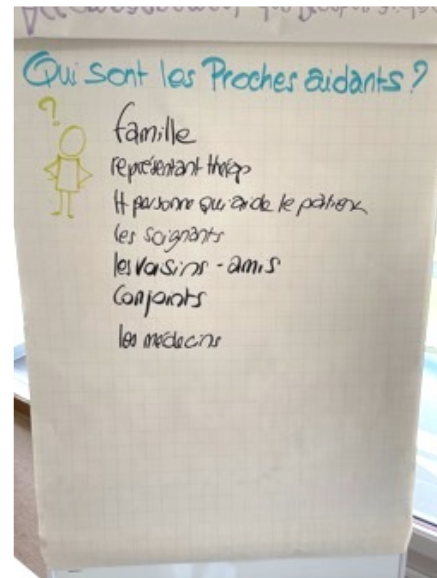 Qui sont les Proches aidants ?
?
famille
représentant thérap
tt personne qui aide le patient
les soignants
les voisins - amis
Conjoints
les médecins